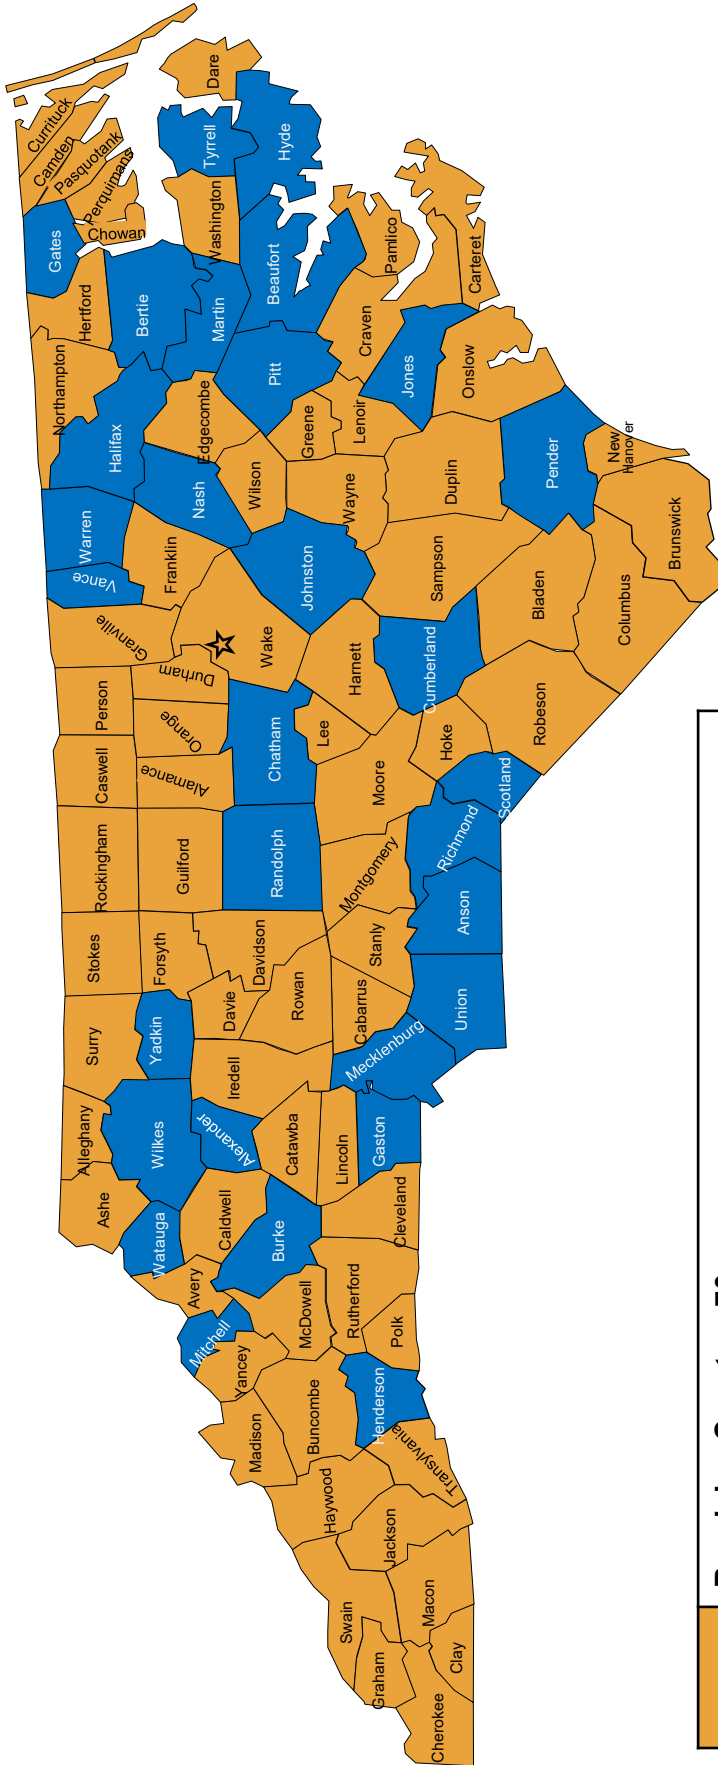 Cherokee
Graham
Clay
Swain
Macon
Jackson
Haywood
Transylvania
Madison
Buncombe
Henderson
Yancey
Mitchell
McDowell
Rutherford
Polk
Avery
Watauga
Burke
Caldwell
Cleveland
Ashe
Alleghany
Wilkes
Alexander
Catawba
Lincoln
Gaston
Surry
Yadkin
Iredell
Mecklenburg
Stokes
Forsyth
Davie
Davidson
Rowan
Cabarrus
Stanly
Union
Anson
Rockingham
Guilford
Randolph
Montgomery
Richmond
Caswell
Alamance
Chatham
Moore
Scotland
Person
Orange
Durham
Lee
Hoke
Granville
Wake
Harnett
Cumberland
Robeson
Vance
Warren
Franklin
Johnston
Sampson
Bladen
Columbus
Brunswick
Northampton
Halifax
Nash
Edgecombe
Wilson
Wayne
Greene
Lenoir
Duplin
Pender
New
Hanover
Hertford
Bertie
Martin
Pitt
Craven
Jones
Onslow
Gates
Chowan
Perquimans
Pasquotank
Camden
Currituck
Washington
Tyrrell
Dare
Beaufort
Hyde
Pamlico
Carteret